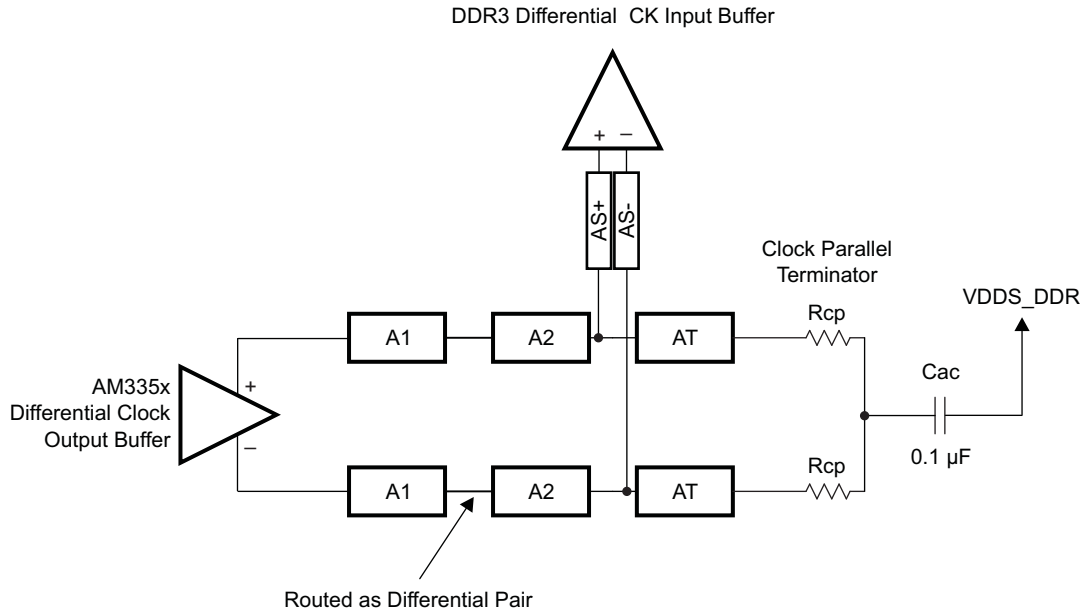 DDR3 Differential CK Input Buffer
+ −
AS+
AS-
Clock Parallel
Terminator
Rcp
VDDS_DDR
A1
A2
AT
AM335x
Differential Clock
Output Buffer
+
−
Cac
0.1 µF
Rcp
A1
A2
AT
Routed as Differential Pair